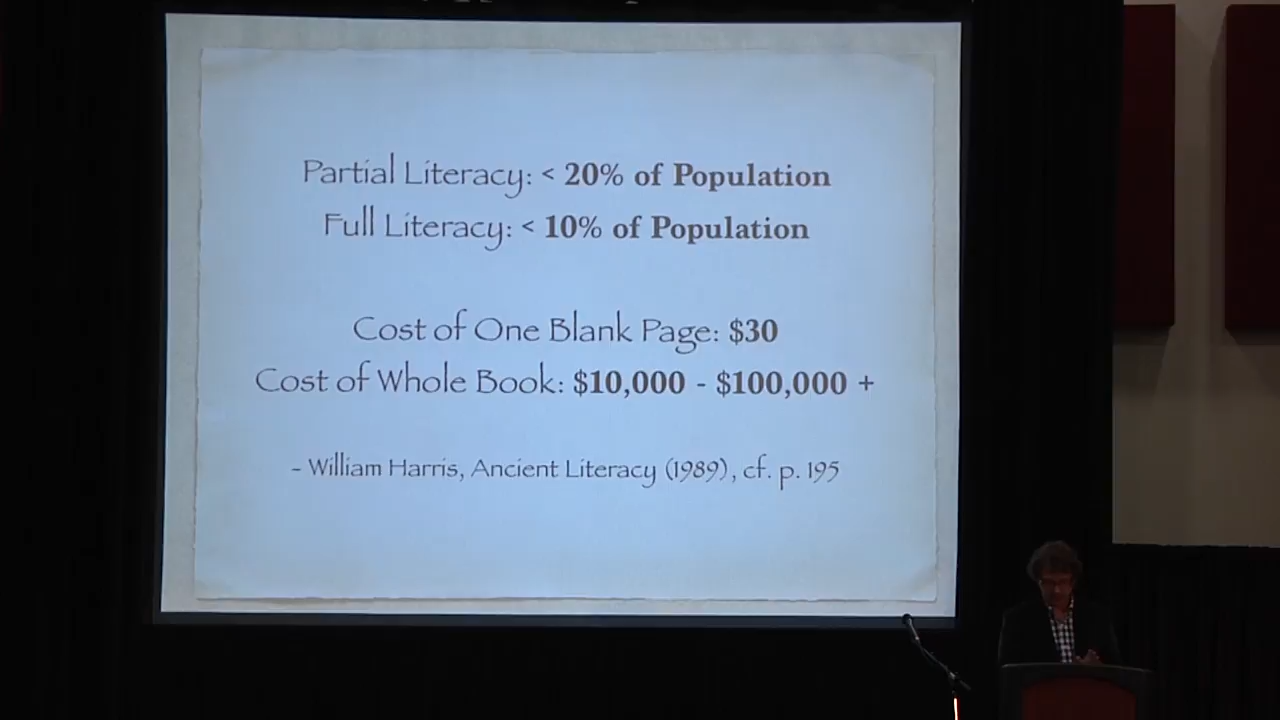 Partial Literacy: < 20% of Population
Full Literacy: < 10% of Population
Cost of One Blank Page: $30
Cost of Whole Book: $10,000 - $100,000 +
- William Harris, Ancient Literacy (1989), cf. p. 195